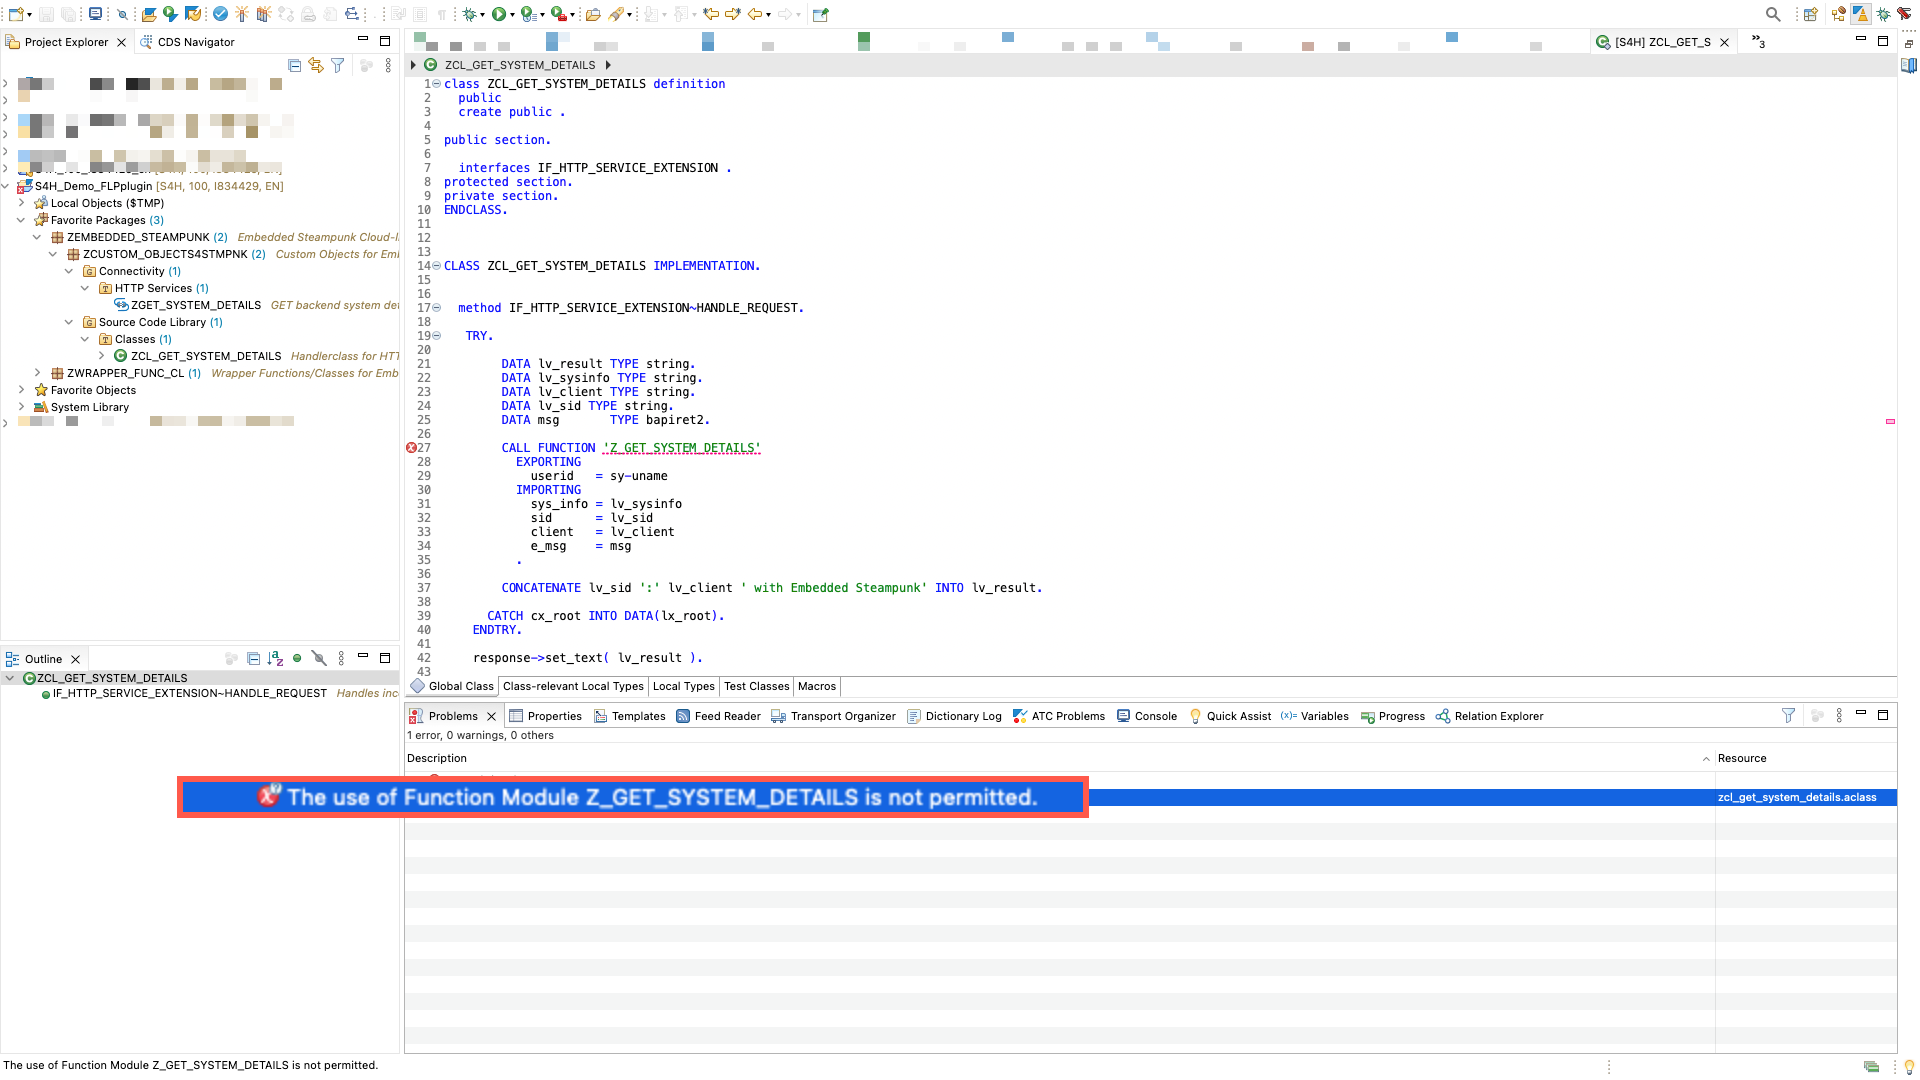 Project Explorer
CDS Navigator
[S4H] ZCL_GET_S
3
ZCL_GET_SYSTEM_DETAILS
S4H_Demo_FLPplugin [S4H, 100, I834429, EN]
Local Objects ($TMP)
Favorite Packages (3)
ZEMBEDDED_STEAMPUNK (2) Embedded Steampunk Cloud-l
ZCUSTOM_OBJECTS4STMPNK (2) Custom Objects for Em
Connectivity (1)
HTTP Services (1)
ZGET_SYSTEM_DETAILS GET backend system det
Source Code Library (1)
Classes (1)
ZCL_GET_SYSTEM_DETAILS Handlerclass for HTT
ZWRAPPER_FUNC_CL (1) Wrapper Functions/Classes for Emb
Favorite Objects
System Library
1 class ZCL_GET_SYSTEM_DETAILS definition
2 public
3 create public .
4
5 public section.
6
7 interfaces IF_HTTP_SERVICE_EXTENSION .
8 protected section.
9 private section.
10 ENDCLASS.
11
12
13
14 CLASS ZCL_GET_SYSTEM_DETAILS IMPLEMENTATION.
15
16
17 method IF_HTTP_SERVICE_EXTENSION~HANDLE_REQUEST.
18
19 TRY.
20
21 DATA lv_result TYPE string.
22 DATA lv_sysinfo TYPE string.
23 DATA lv_client TYPE string.
24 DATA lv_sid TYPE string.
25 DATA msg TYPE bapiret2.
26
27 CALL FUNCTION 'Z_GET_SYSTEM_DETAILS'
28 EXPORTING
29 userid = sy-uname
30 IMPORTING
31 sys_info = lv_sysinfo
32 sid = lv_sid
33 client = lv_client
34 e_msg = msg
35 .
36
37 CONCATENATE lv_sid ':' lv_client ' with Embedded Steampunk' INTO lv_result.
38
39 CATCH cx_root INTO DATA(lx_root).
40 ENDTRY.
41
42 response->set_text( lv_result ).
43
Global Class
Class-relevant Local Types
Local Types
Test Classes
Macros
Outline
ZCL_GET_SYSTEM_DETAILS
IF_HTTP_SERVICE_EXTENSION~HANDLE_REQUEST Handles inc
Problems
Properties
Templates
Feed Reader
Transport Organizer
Dictionary Log
ATC Problems
Console
Quick Assist
Variables
Progress
Relation Explorer
1 error, 0 warnings, 0 others
Description
Resource
The use of Function Module Z_GET_SYSTEM_DETAILS is not permitted.
zcl_get_system_details.aclass
The use of Function Module Z_GET_SYSTEM_DETAILS is not permitted.